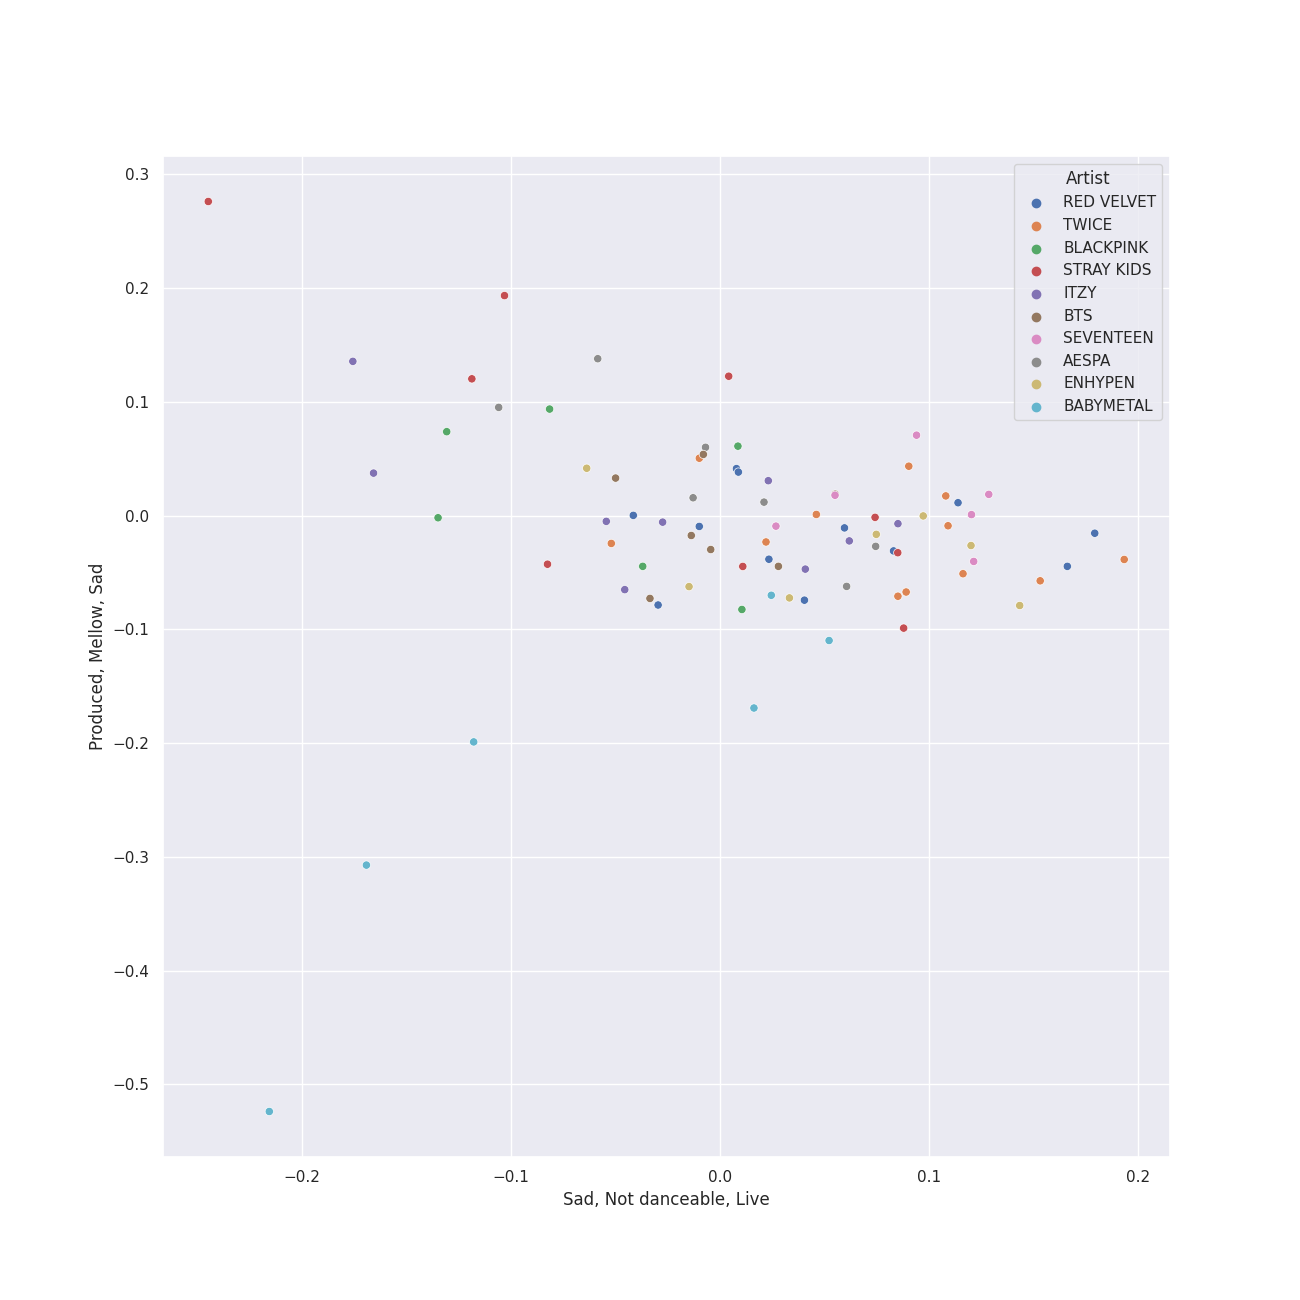 Artist
RED VELVET
TWICE
BLACKPINK
STRAY KIDS
ITZY
BTS
SEVENTEEN
AESPA
ENHYPEN
BABYMETAL
0.3
0.2
0.1
0.0
−0.1
−0.2
−0.3
−0.4
−0.5
Produced, Mellow, Sad
−0.2 −0.1 0.0 0.1 0.2
Sad, Not danceable, Live